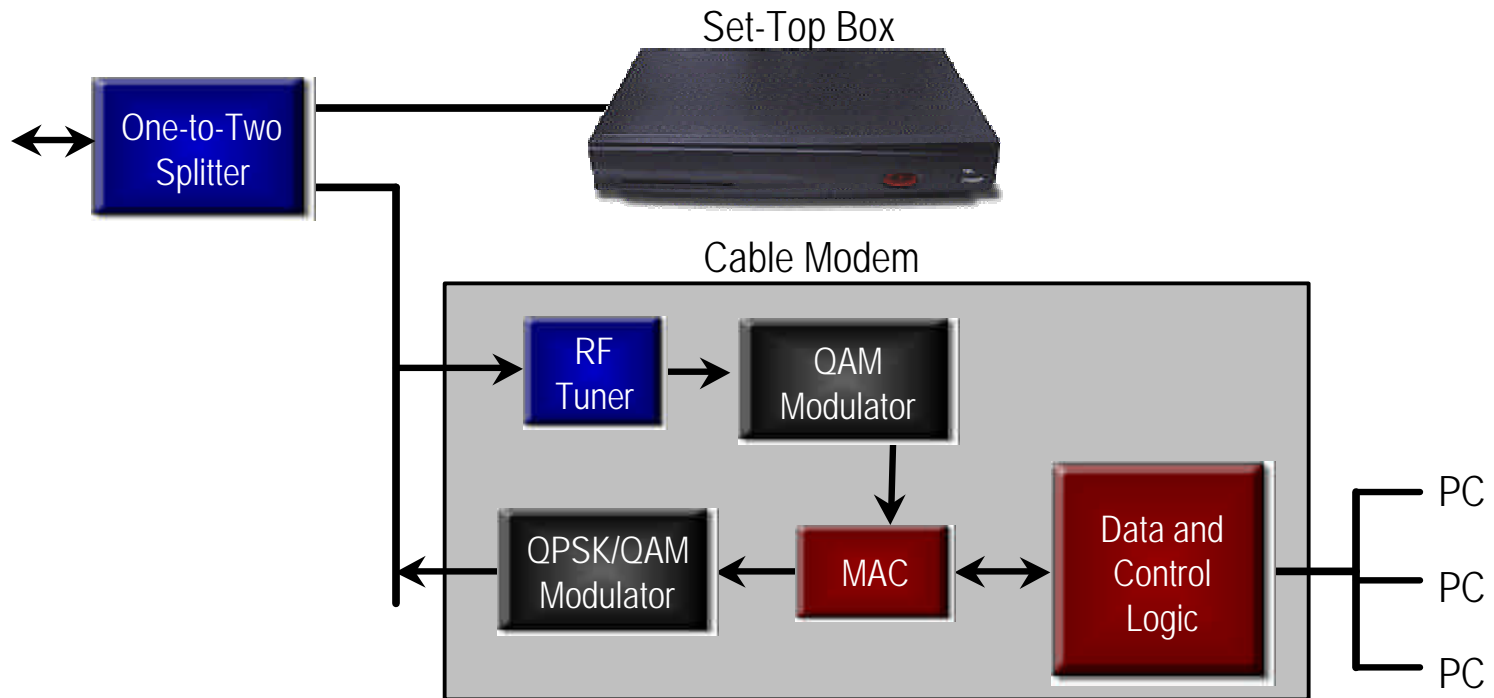 Set-Top Box
One-to-Two
Splitter
Cable Modem
RF
Tuner
QAM
Modulator
QPSK/QAM
Modulator
MAC
Data and
Control
Logic
PC
PC
PC